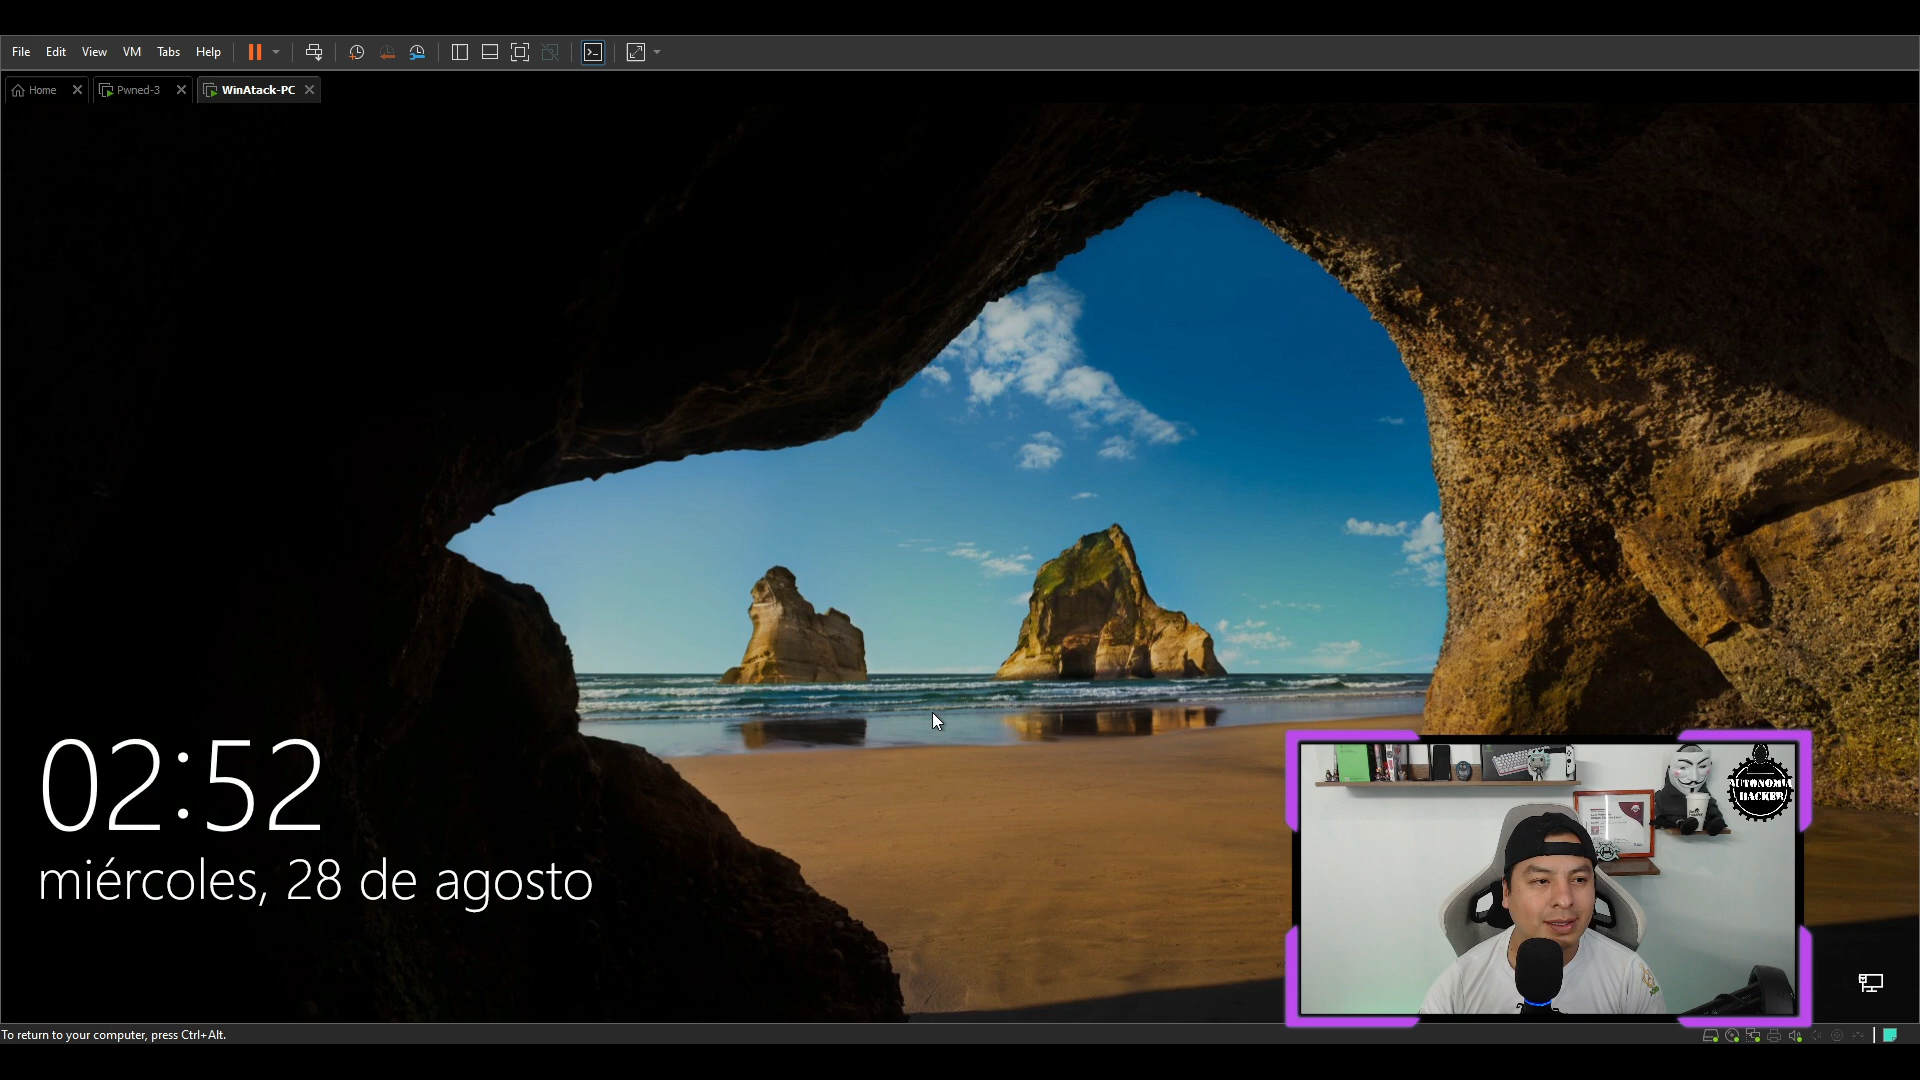 File Edit View VM Tabs Help
Home Pwned-3 WinAtack-PC
02:52
miércoles, 28 de agosto
AUTONOMIA
HACKER
To return to your computer, press Ctrl+Alt.